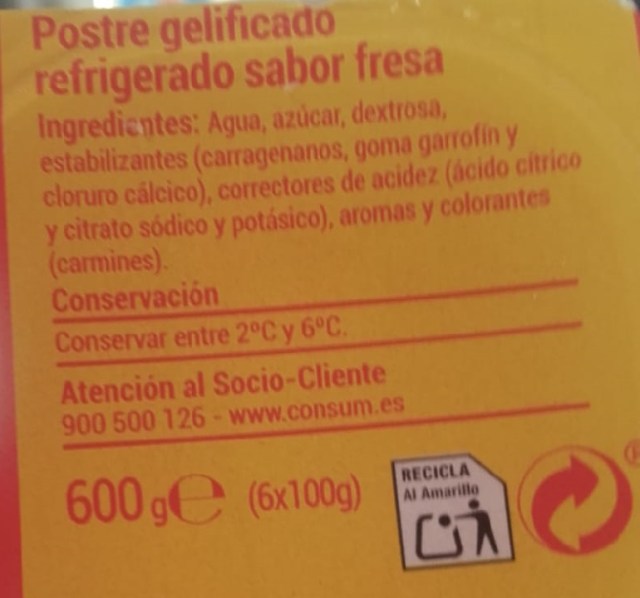 Postre gelificado
refrigerado sabor fresa
Ingredientes: Agua, azúcar, dextrosa,
estabilizantes (carragenanos, goma garrofín y
cloruro cálcico), correctores de acidez (ácido cítrico
y citrato sódico y potásico), aromas y colorantes
(carmines).
Conservación
Conservar entre 2ºC y 6ºC.
Atención al Socio-Cliente
900 500 126 - www.consum.es
600 g℮ (6x100g)
RECICLA
Al Amarillo